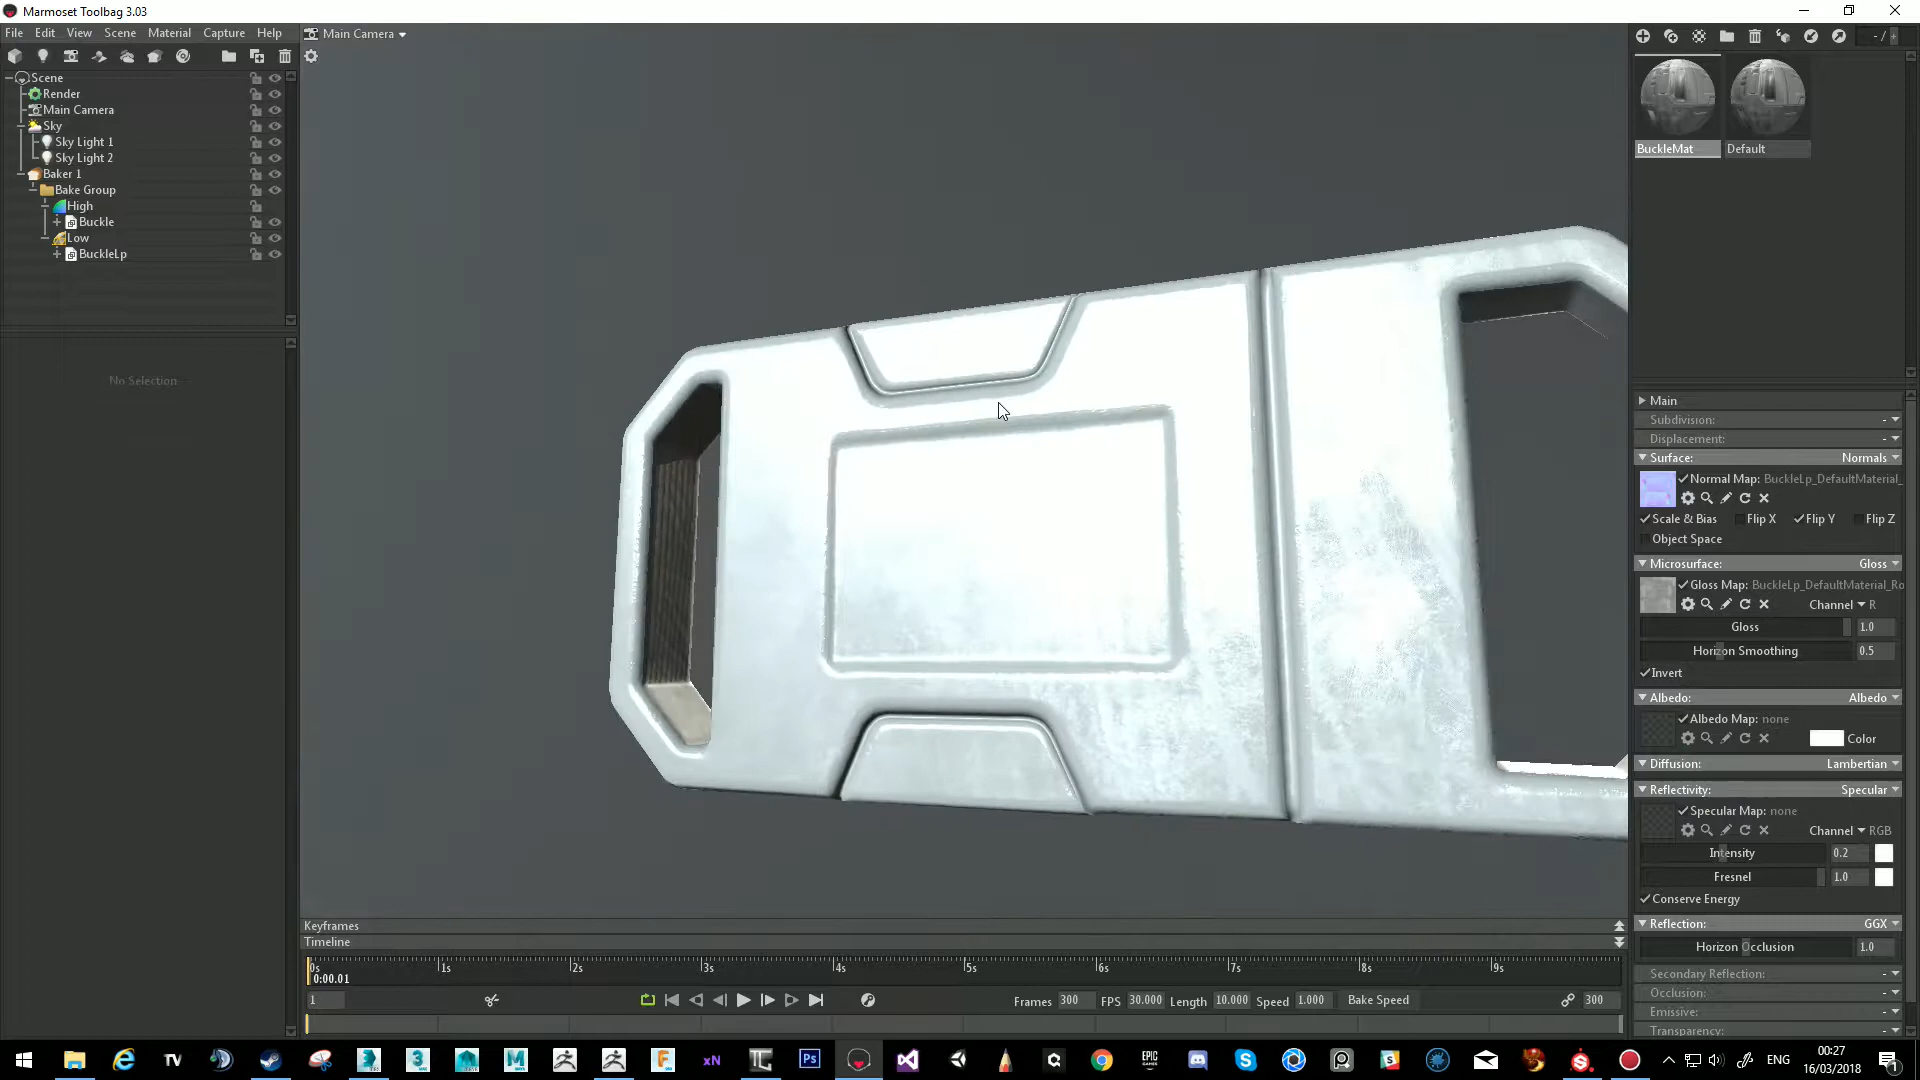 Marmoset Toolbag 3.03
File Edit View Scene Material Capture Help
Main Camera
- /
Scene
Render
Main Camera
Sky
Sky Light 1
Sky Light 2
Baker 1
Bake Group
High
Buckle
Low
BuckleLp
No Selection
BuckleMat
Default
Main
Subdivision: -
Displacement: -
Surface: Normals
Normal Map: BuckleLp_DefaultMaterial_
Scale & Bias Flip X Flip Y Flip Z
Object Space
Microsurface: Gloss
Gloss Map: BuckleLp_DefaultMaterial_Ro
Channel R
Gloss 1.0
Horizon Smoothing 0.5
Invert
Albedo: Albedo
Albedo Map: none
Color
Diffusion: Lambertian
Reflectivity: Specular
Specular Map: none
Channel RGB
Intensity 0.2
Fresnel 1.0
Conserve Energy
Reflection: GGX
Horizon Occlusion 1.0
Secondary Reflection: -
Occlusion: -
Emissive: -
Transparency: -
Keyframes
Timeline
0s 1s 2s 3s 4s 5s 6s 7s 8s 9s
0:00.01
1
Frames 300 FPS 30.000 Length 10.000 Speed 1.000 Bake Speed
300
TV
xN
Ps
EPIC GAMES
ENG
00:27
16/03/2018
1